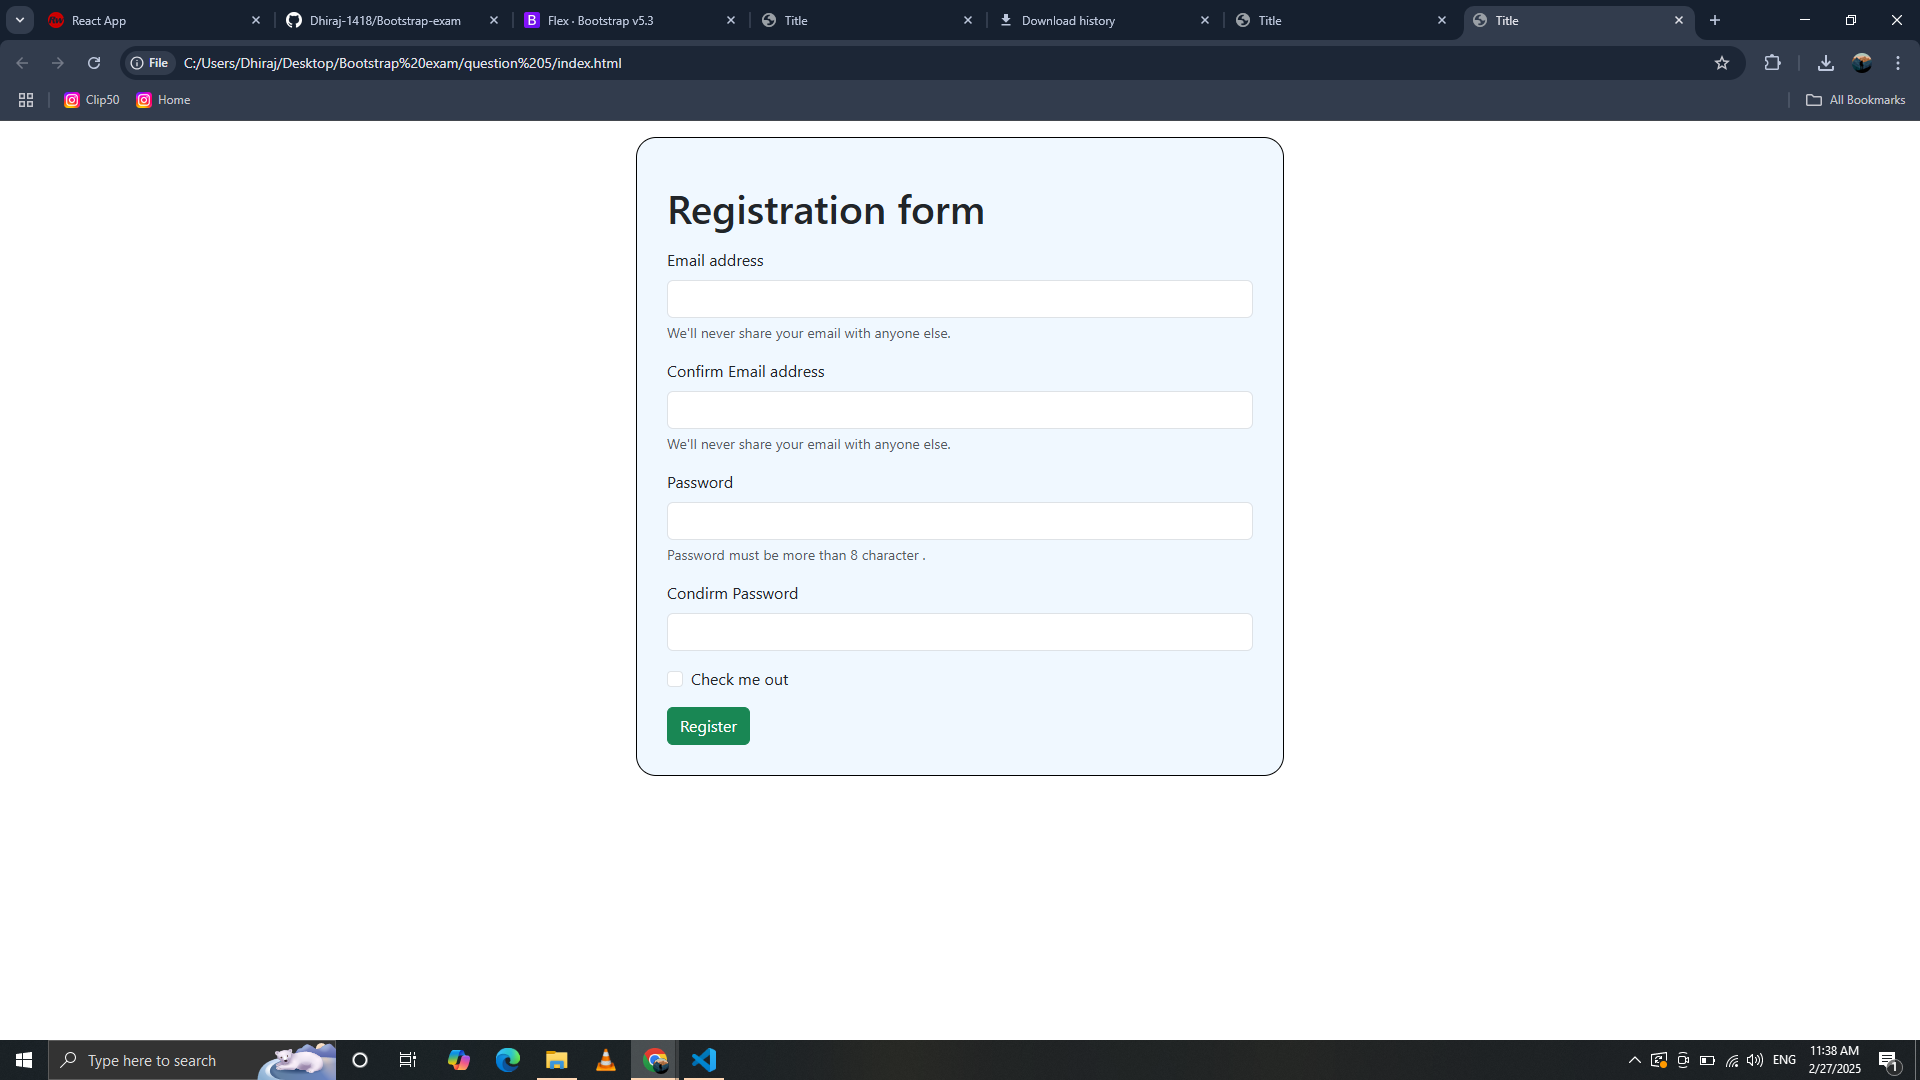 React App
Dhiraj-1418/Bootstrap-exam
Flex · Bootstrap v5.3
Title
Download history
Title
Title
File
C:/Users/Dhiraj/Desktop/Bootstrap%20exam/question%205/index.html
Clip50
Home
All Bookmarks
Registration form
Email address
We'll never share your email with anyone else.
Confirm Email address
We'll never share your email with anyone else.
Password
Password must be more than 8 character .
Condirm Password
Check me out
Register
Type here to search
ENG
11:38 AM
2/27/2025
1